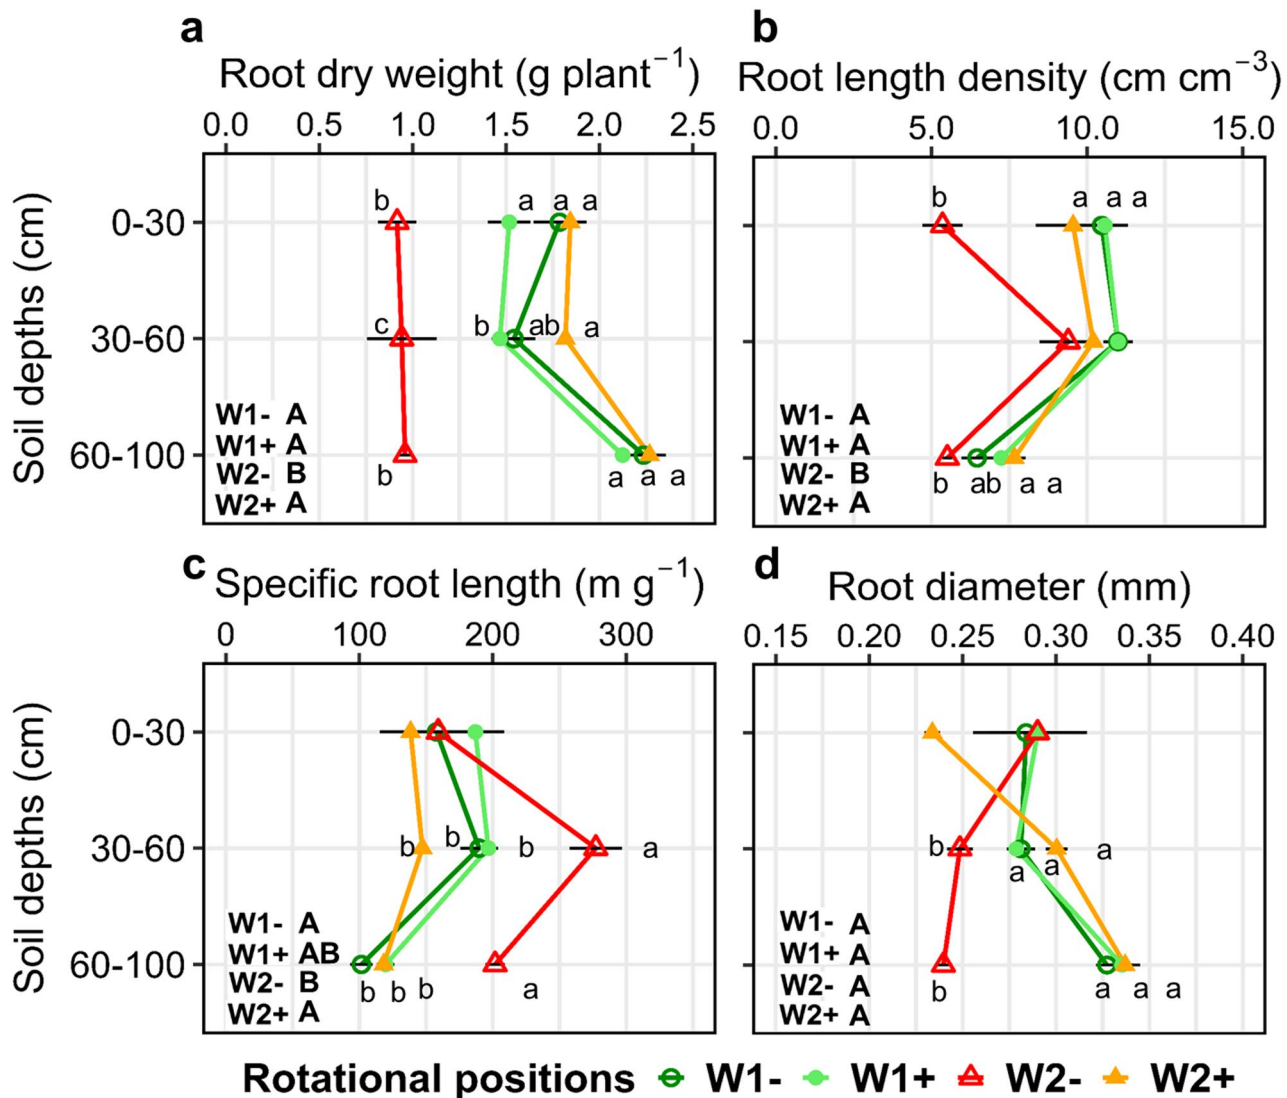 a
Root dry weight (g plant⁻¹)
0.0 0.5 1.0 1.5 2.0 2.5
Soil depths (cm)
0-30
30-60
60-100
b a a a
c b ab a
b a a a
W1- A
W1+ A
W2- B
W2+ A
b
Root length density (cm cm⁻³)
0.0 5.0 10.0 15.0
b a a a
b ab a a
W1- A
W1+ A
W2- B
W2+ A
c
Specific root length (m g⁻¹)
0 100 200 300
Soil depths (cm)
0-30
30-60
60-100
b b b a
b b b a
W1- A
W1+ AB
W2- B
W2+ A
d
Root diameter (mm)
0.15 0.20 0.25 0.30 0.35 0.40
b a a a
b a a a
W1- A
W1+ A
W2- A
W2+ A
Rotational positions W1- W1+ W2- W2+